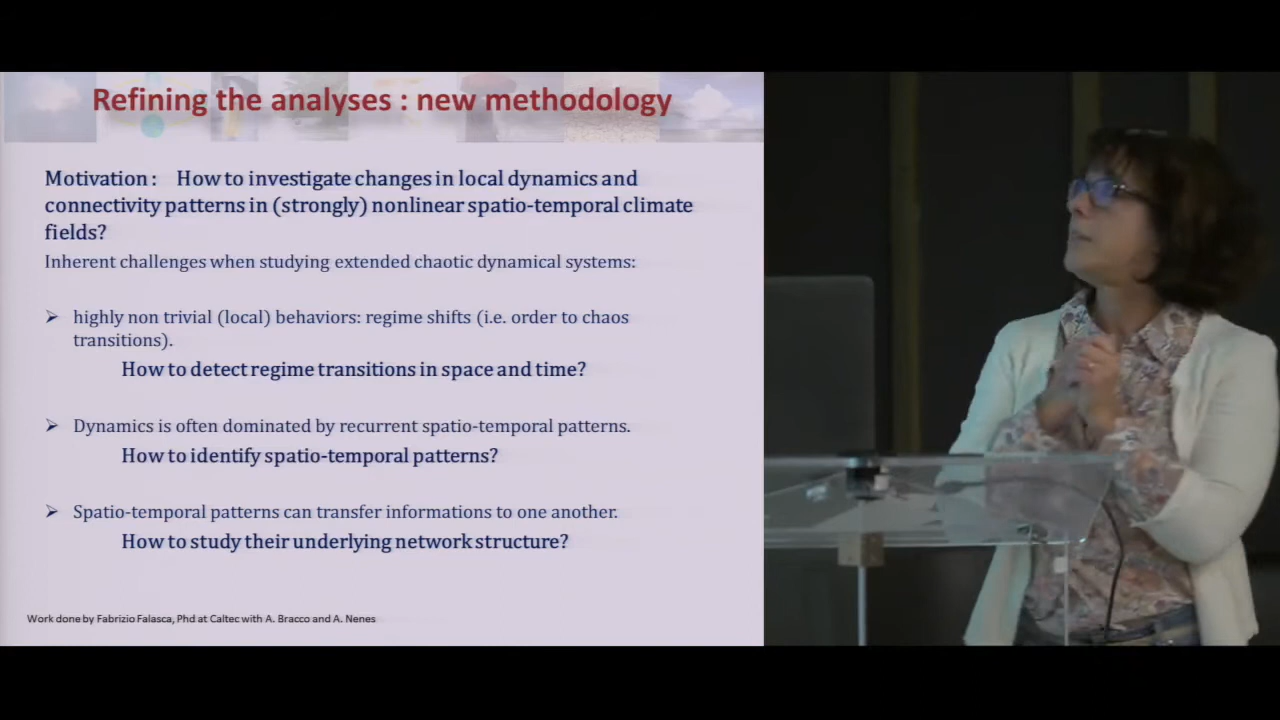 Refining the analyses : new methodology
Motivation : How to investigate changes in local dynamics and
connectivity patterns in (strongly) nonlinear spatio-temporal climate
fields?
Inherent challenges when studying extended chaotic dynamical systems:
➢ highly non trivial (local) behaviors: regime shifts (i.e. order to chaos
transitions).
How to detect regime transitions in space and time?
➢ Dynamics is often dominated by recurrent spatio-temporal patterns.
How to identify spatio-temporal patterns?
➢ Spatio-temporal patterns can transfer informations to one another.
How to study their underlying network structure?
Work done by Fabrizio Falasca, Phd at Caltec with A. Bracco and A. Nenes